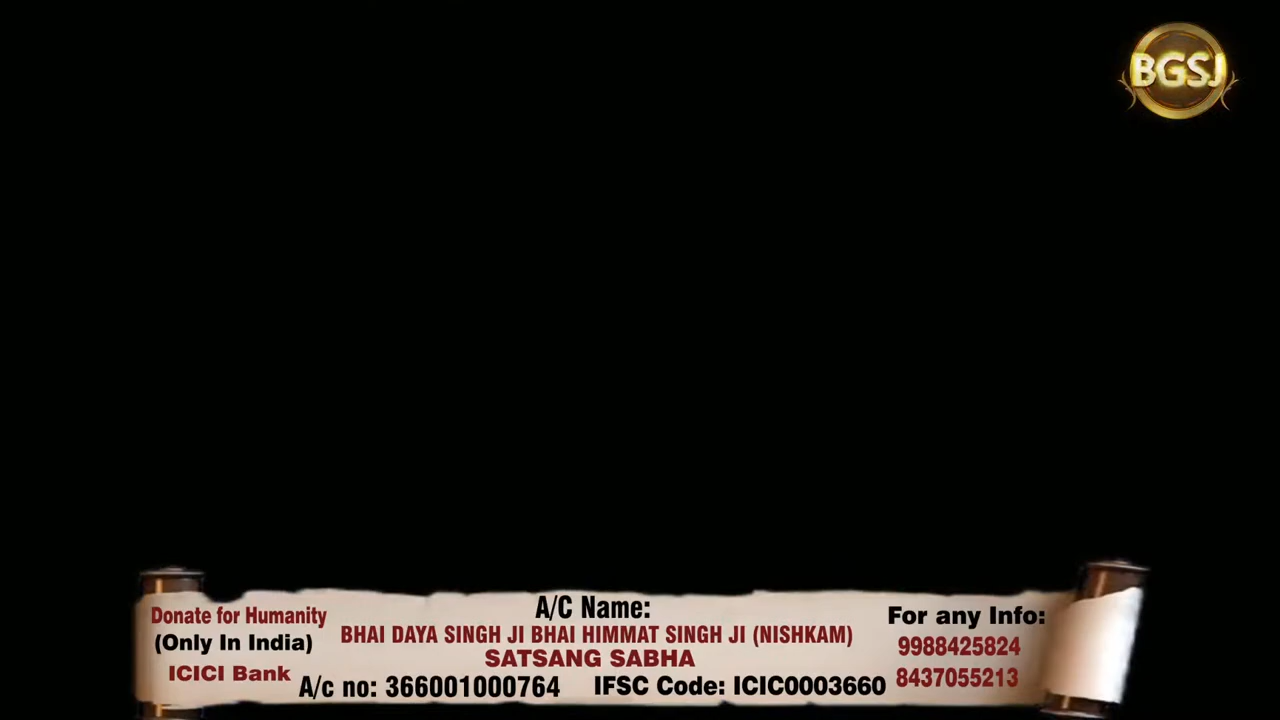 BGSJ
Donate for Humanity
(Only In India)
ICICI Bank
A/C Name:
BHAI DAYA SINGH JI BHAI HIMMAT SINGH JI (NISHKAM)
SATSANG SABHA
A/c no: 366001000764 IFSC Code: ICIC0003660
For any Info:
9988425824
8437055213